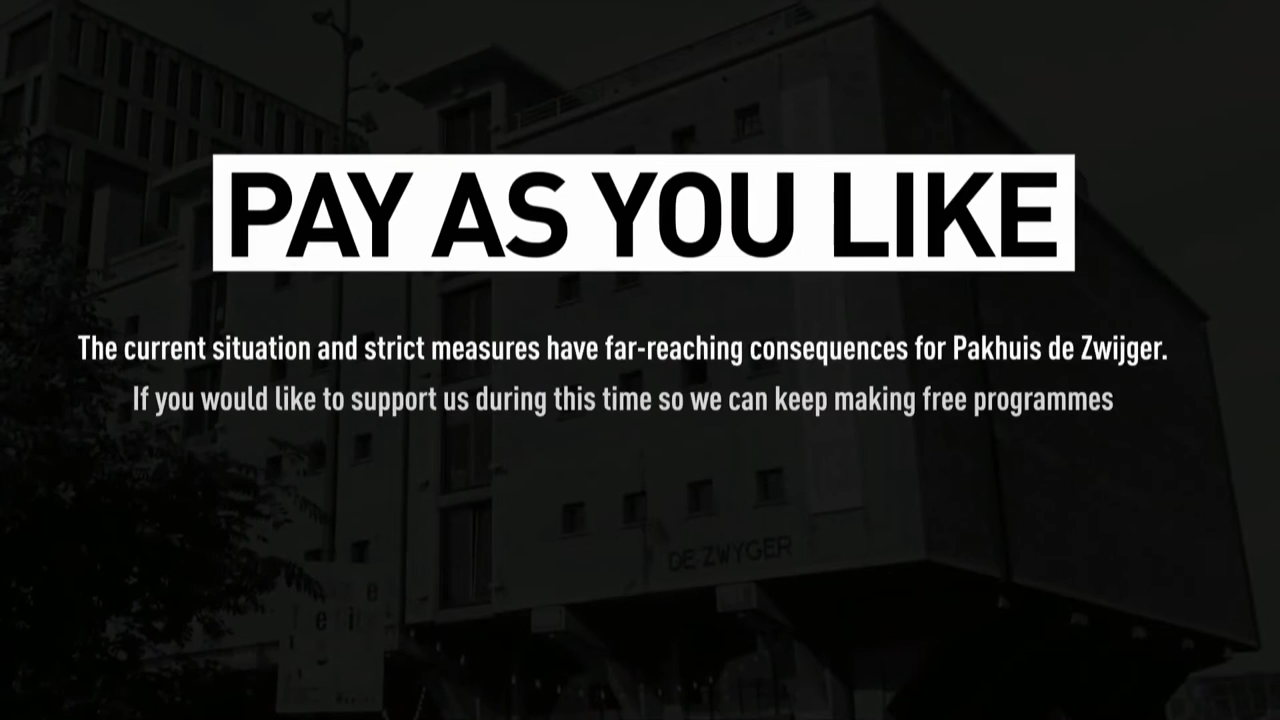 PAY AS YOU LIKE
The current situation and strict measures have far-reaching consequences for Pakhuis de Zwijger.
If you would like to support us during this time so we can keep making free programmes
DE ZWYGER